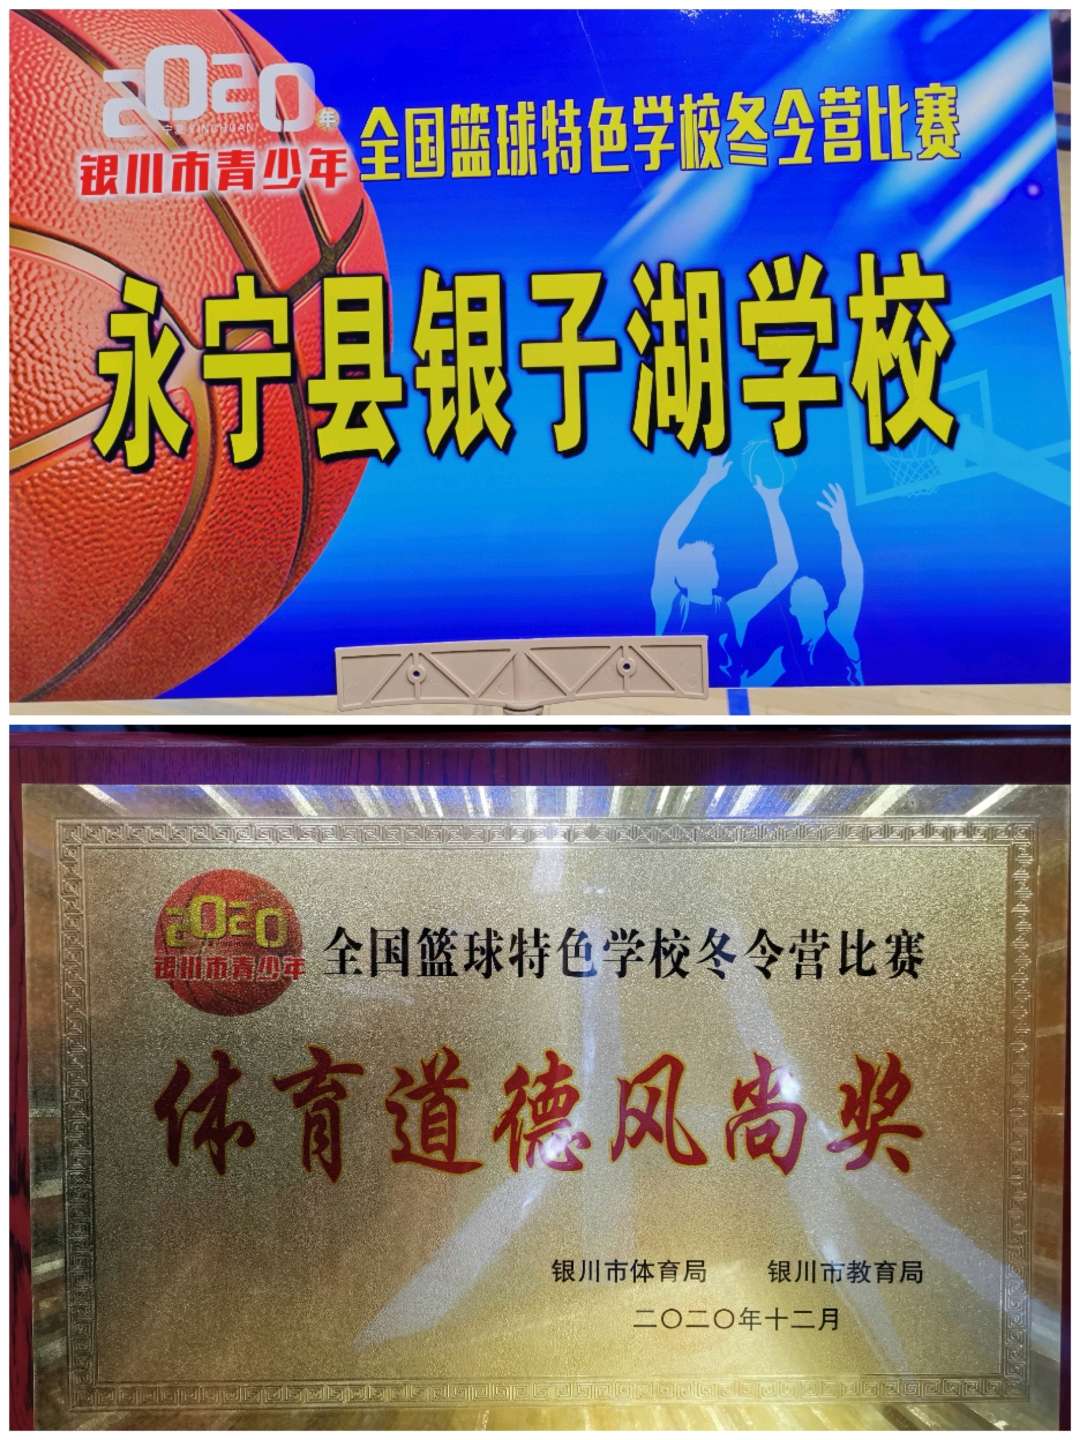 2020年
YINCHUAN
银川市青少年
全国篮球特色学校冬令营比赛
永宁县银子湖学校
2020
银川市青少年
全国篮球特色学校冬令营比赛
体育道德风尚奖
银川市体育局 银川市教育局
二〇二〇年十二月